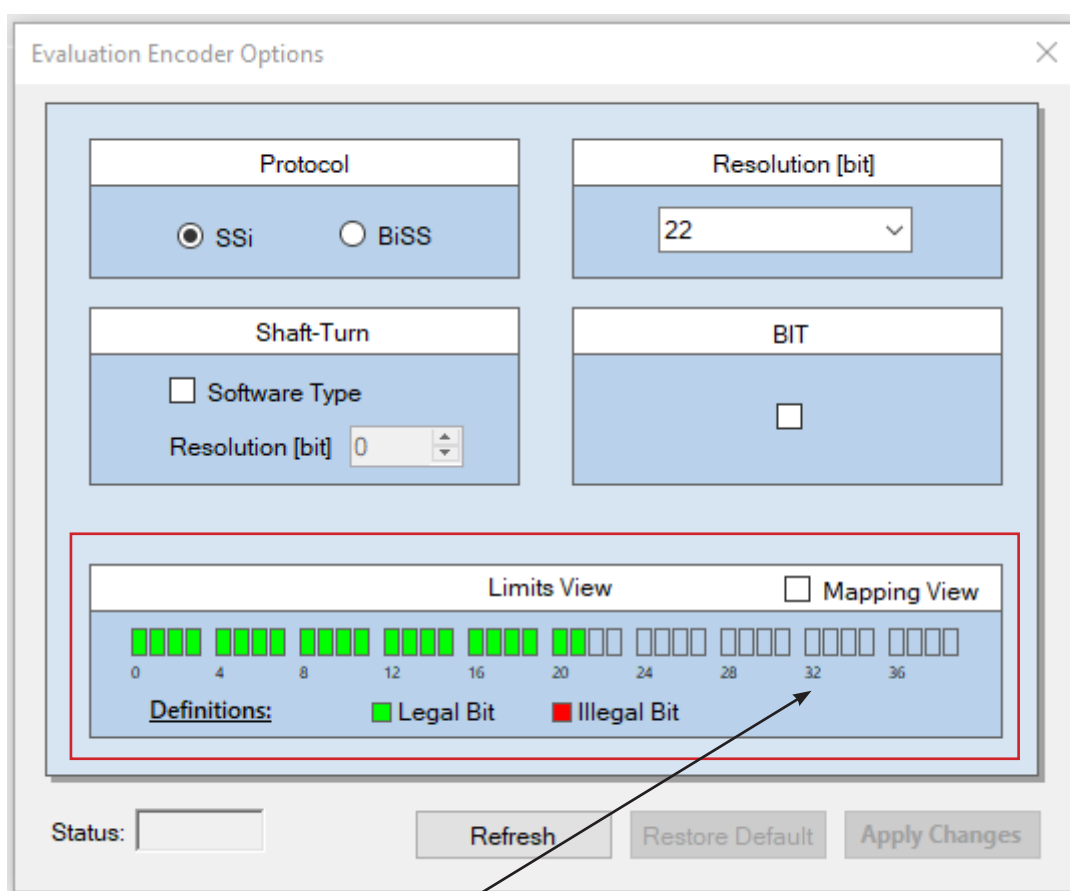 Evaluation Encoder Options
Protocol
Resolution [bit]
SSi
BiSS
22
Shaft-Turn
BIT
Software Type
Resolution [bit]
0
Limits View
Mapping View
0 4 8 12 16 20 24 28 32 36
Definitions:
Legal Bit
Illegal Bit
Status:
Refresh
Restore Default
Apply Changes